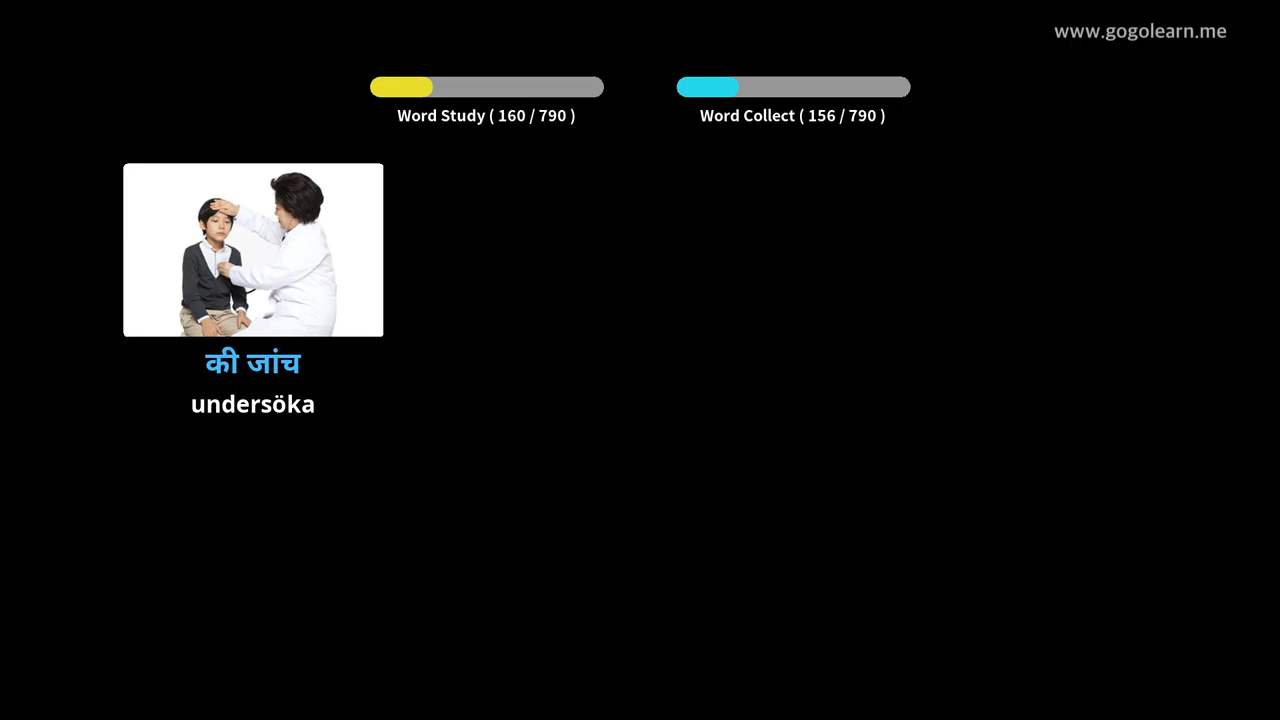 www.gogolearn.me
Word Study ( 160 / 790 )
Word Collect ( 156 / 790 )
की जांच
undersöka